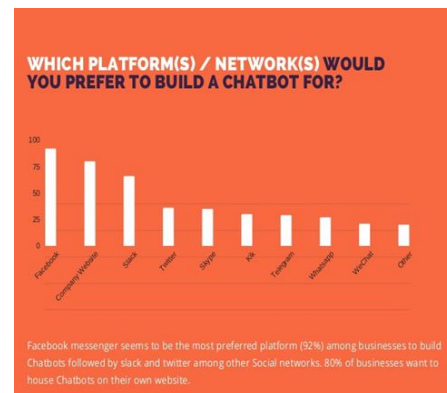 WHICH PLATFORM(S) / NETWORK(S) WOULD
YOU PREFER TO BUILD A CHATBOT FOR?
100
75
50
25
0
Facebook
Company Website
Slack
Twitter
Skype
Kik
Telegram
Whatsapp
WeChat
Other
Facebook messenger seems to be the most preferred platform (92%) among businesses to build
Chatbots followed by slack and twitter among other Social networks. 80% of businesses want to
house Chatbots on their own website.